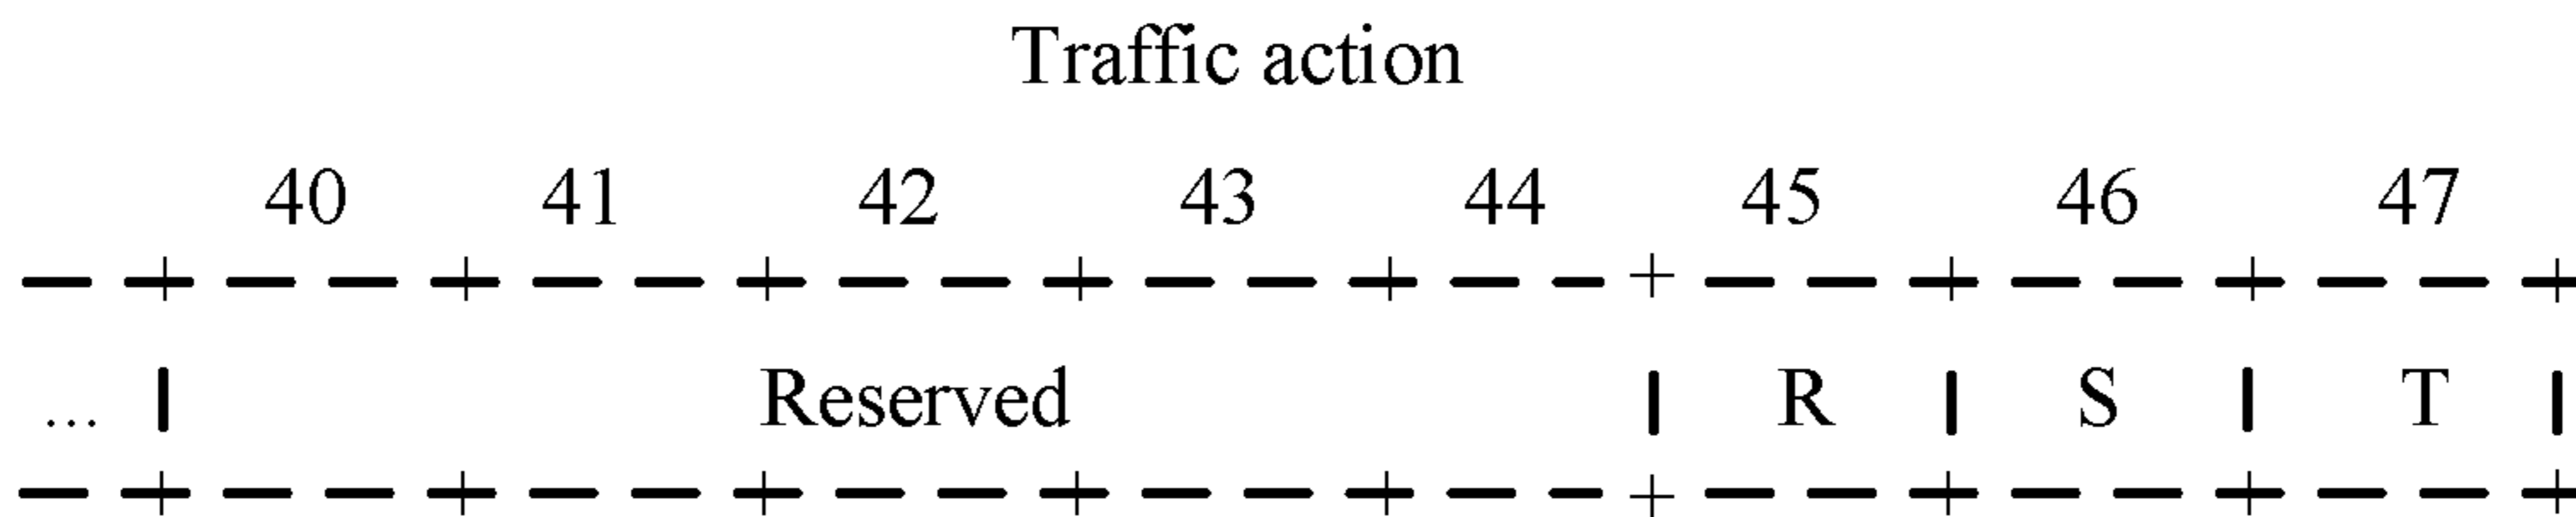 Traffic action
40 41 42 43 44 45 46 47
... | Reserved | R | S | T |